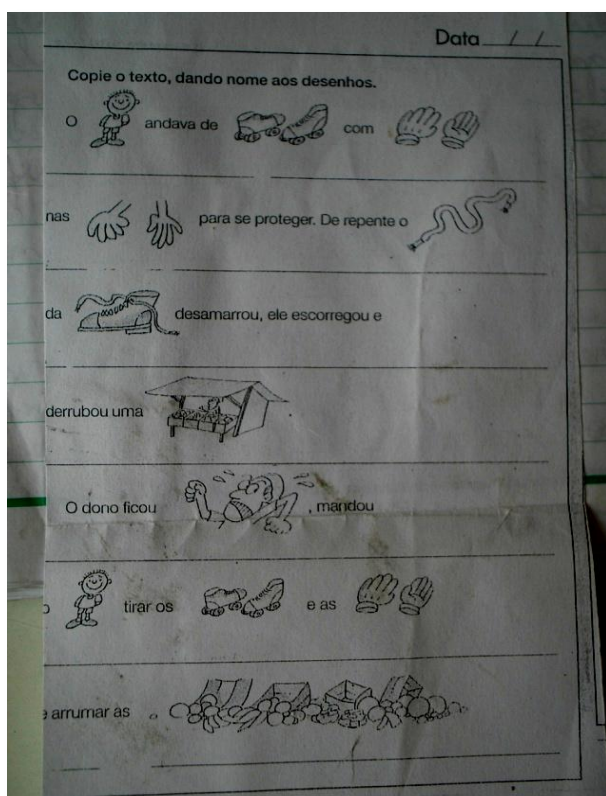 Data / /
Copie o texto, dando nome aos desenhos.
O andava de com
nas para se proteger. De repente o
da desamarrou, ele escorregou e
derrubou uma
O dono ficou , mandou
o tirar os e as
e arrumar as